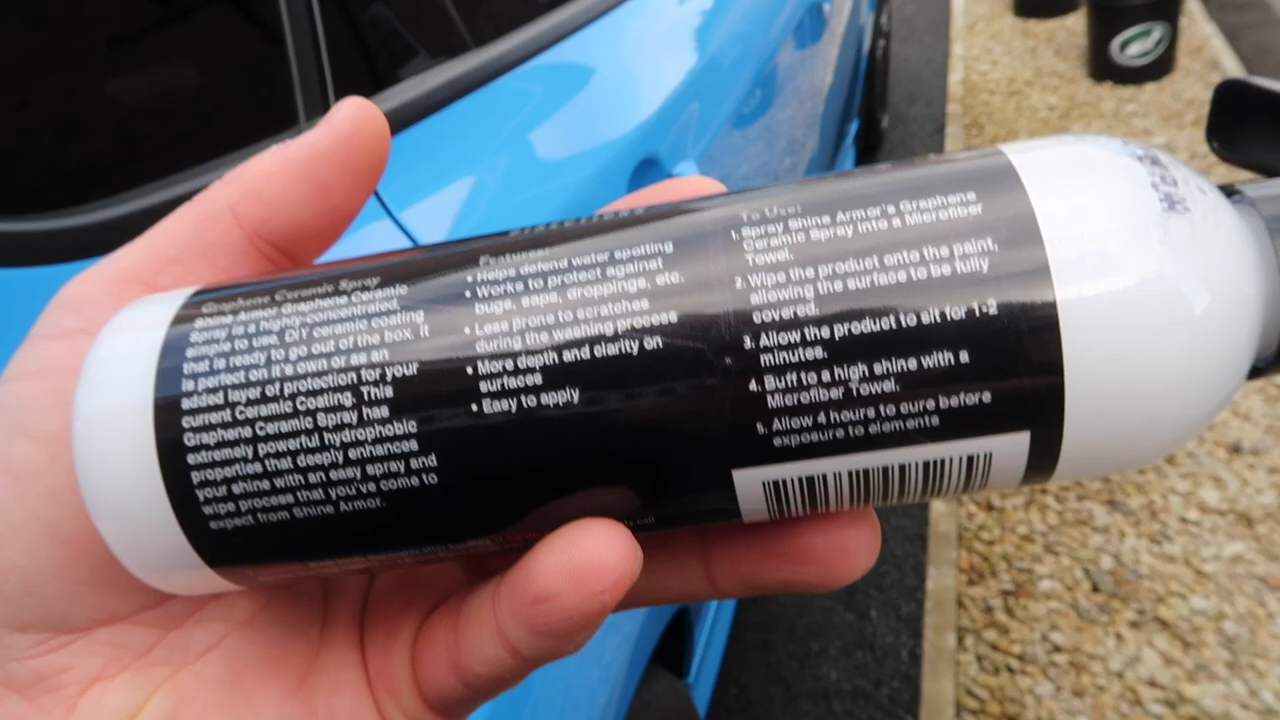 Graphene Ceramic Spray
Shine Armor Graphene Ceramic
Spray is a highly-concentrated,
simple to use, DIY ceramic coating
that is ready to go out of the box. It
is perfect on it's own or as an
added layer of protection for your
current Ceramic Coating. This
Graphene Ceramic Spray has
extremely powerful hydrophobic
properties that deeply enhances
your shine with an easy spray and
wipe process that you've come to
expect from Shine Armor.
Features:
• Helps defend water spotting
• Works to protect against
bugs, saps, droppings, etc.
• Less prone to scratches
during the washing process
• More depth and clarity on
surfaces
• Easy to apply
To Use:
1. Spray Shine Armor's Graphene
Ceramic Spray into a Microfiber
Towel.
2. Wipe the product onto the paint,
allowing the surface to be fully
covered.
3. Allow the product to sit for 1-2
minutes.
4. Buff to a high shine with a
Microfiber Towel.
5. Allow 4 hours to cure before
exposure to elements